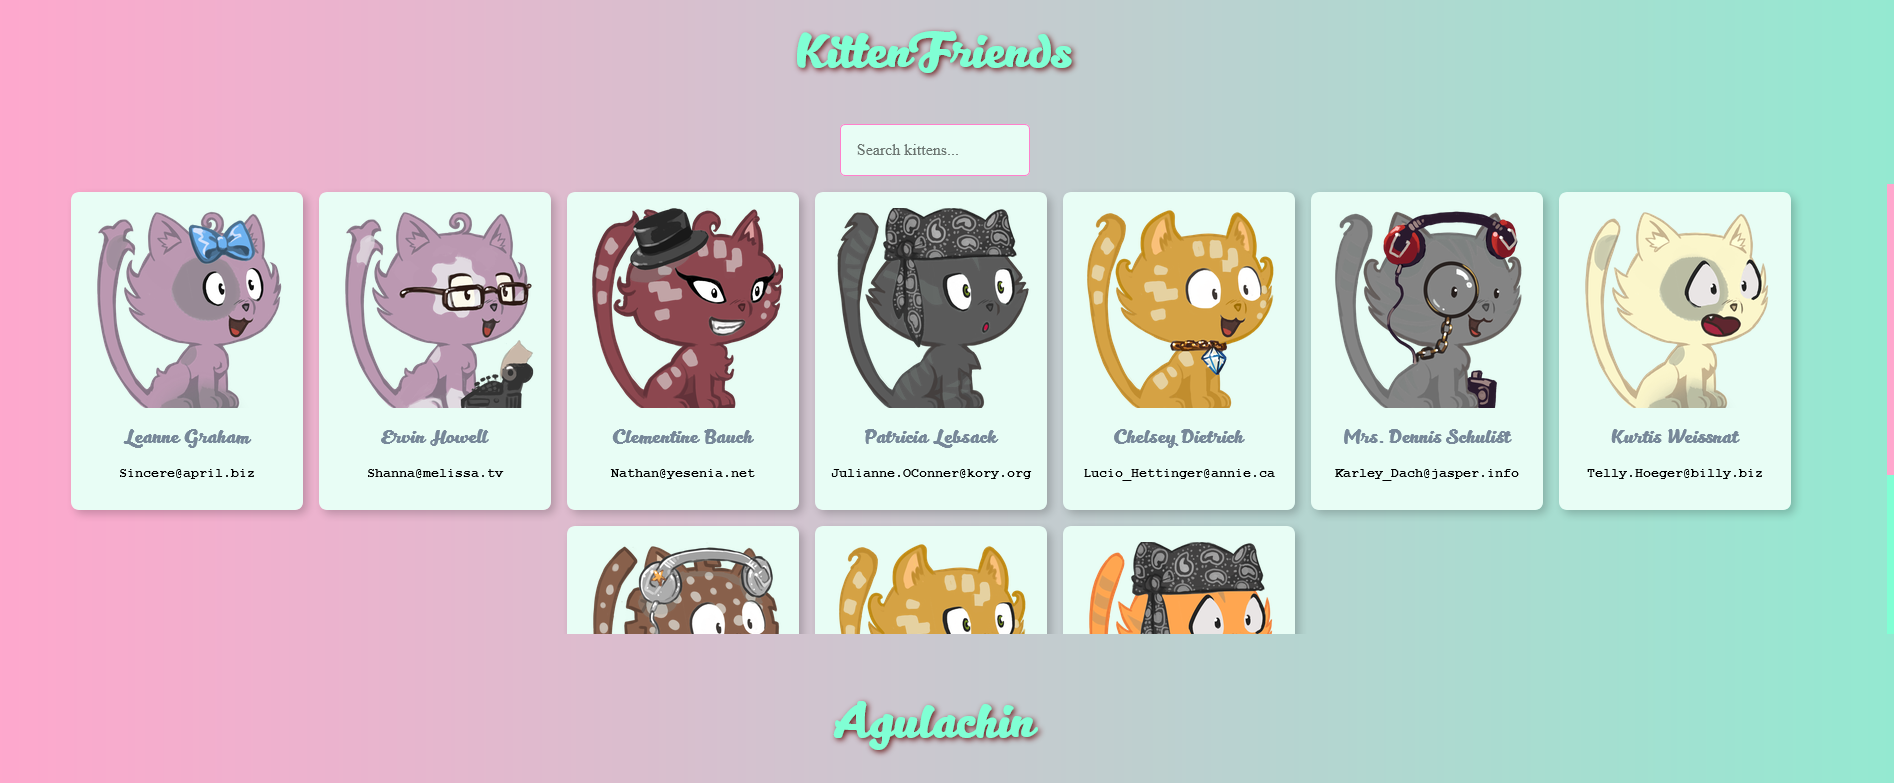 KittenFriends
Search kittens...
Leanne Graham
Sincere@april.biz
Ervin Howell
Shanna@melissa.tv
Clementine Bauch
Nathan@yesenia.net
Patricia Lebsack
Julianne.OConner@kory.org
Chelsey Dietrich
Lucio_Hettinger@annie.ca
Mrs. Dennis Schulist
Karley_Dach@jasper.info
Kurtis Weissnat
Telly.Hoeger@billy.biz
Agulachin